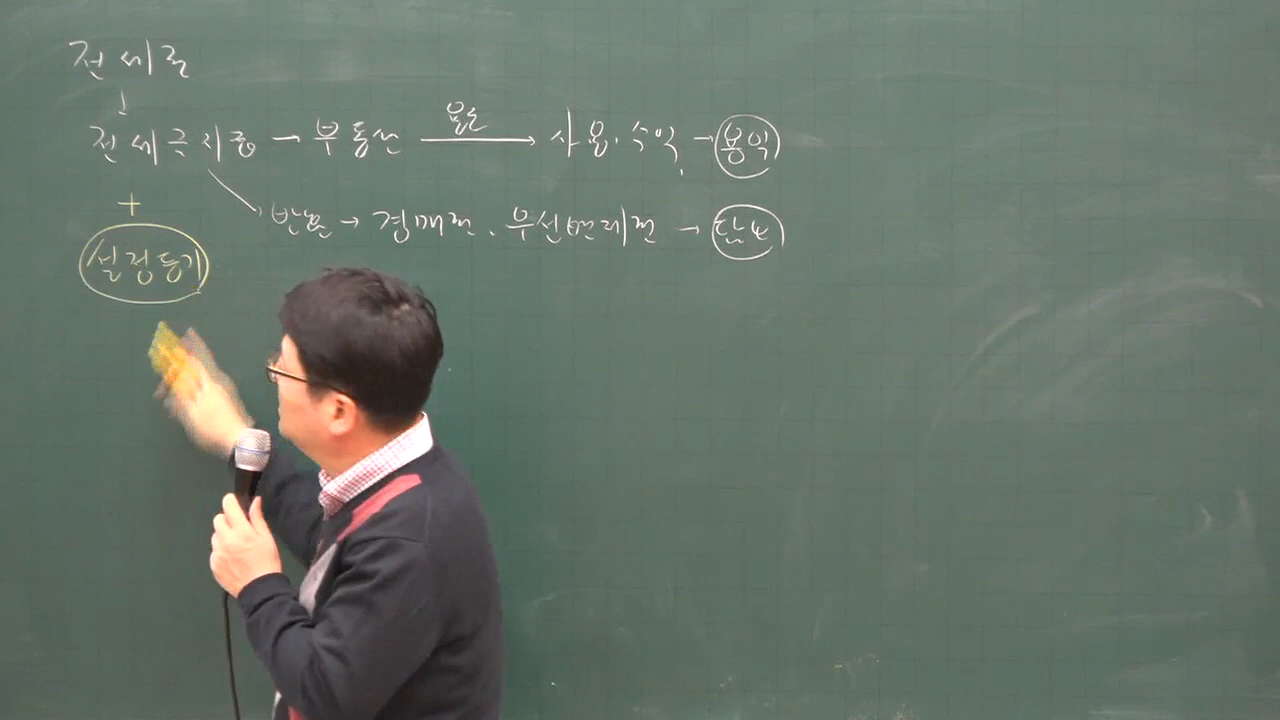 전세권
↓
전세금지급 → 부동산 용도 → 사용·수익 → 용익
반환 → 경매권, 우선변제권 → 담보
+
설정등기